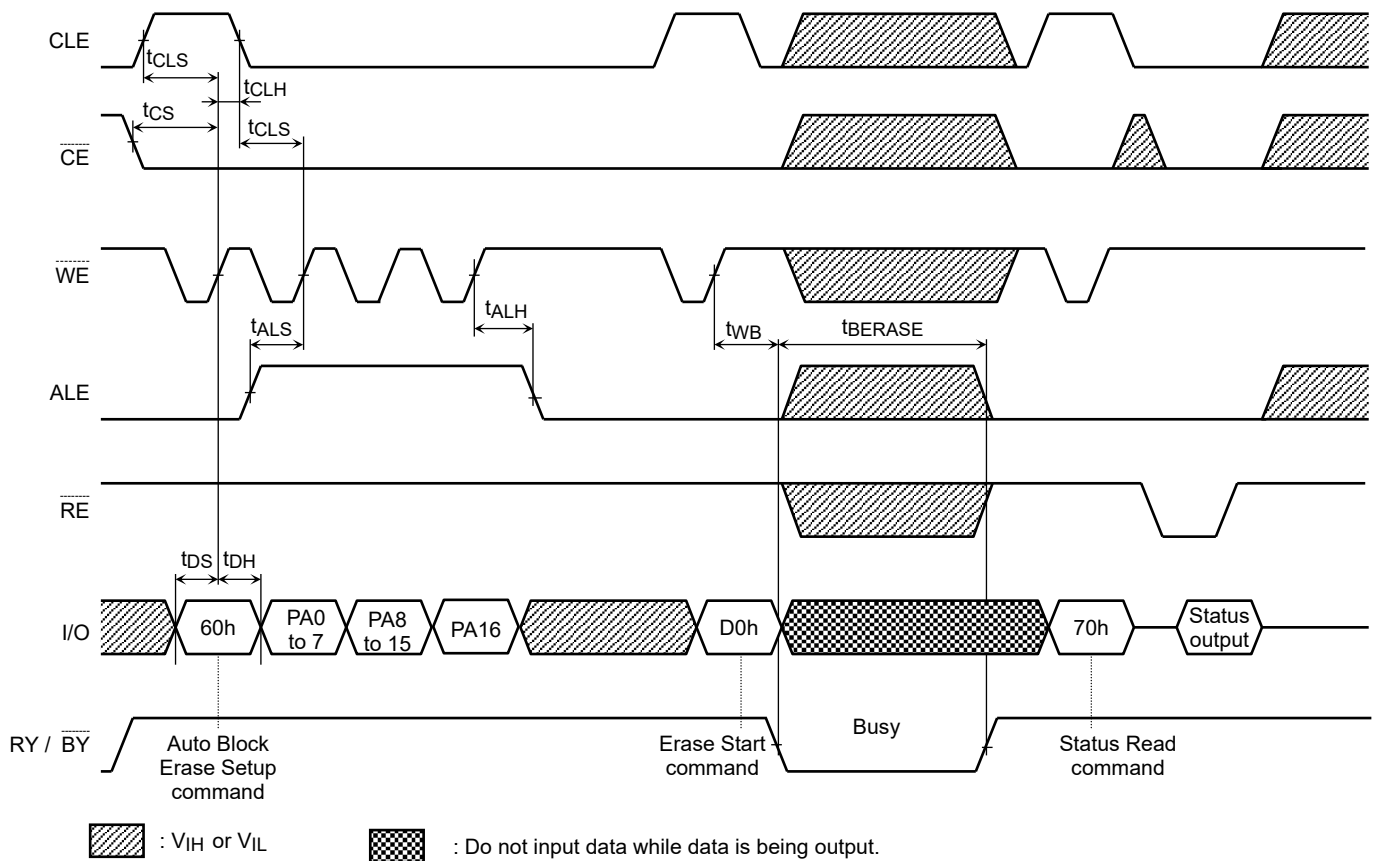 CLE
tCLS
tCLH
tCS
tCLS
CE
WE
tALS
tALH
tWB
tBERASE
ALE
RE
tDS
tDH
I/O
60h
PA0
to 7
PA8
to 15
PA16
D0h
70h
Status
output
RY / BY
Busy
Auto Block
Erase Setup
command
Erase Start
command
Status Read
command
: VIH or VIL
: Do not input data while data is being output.